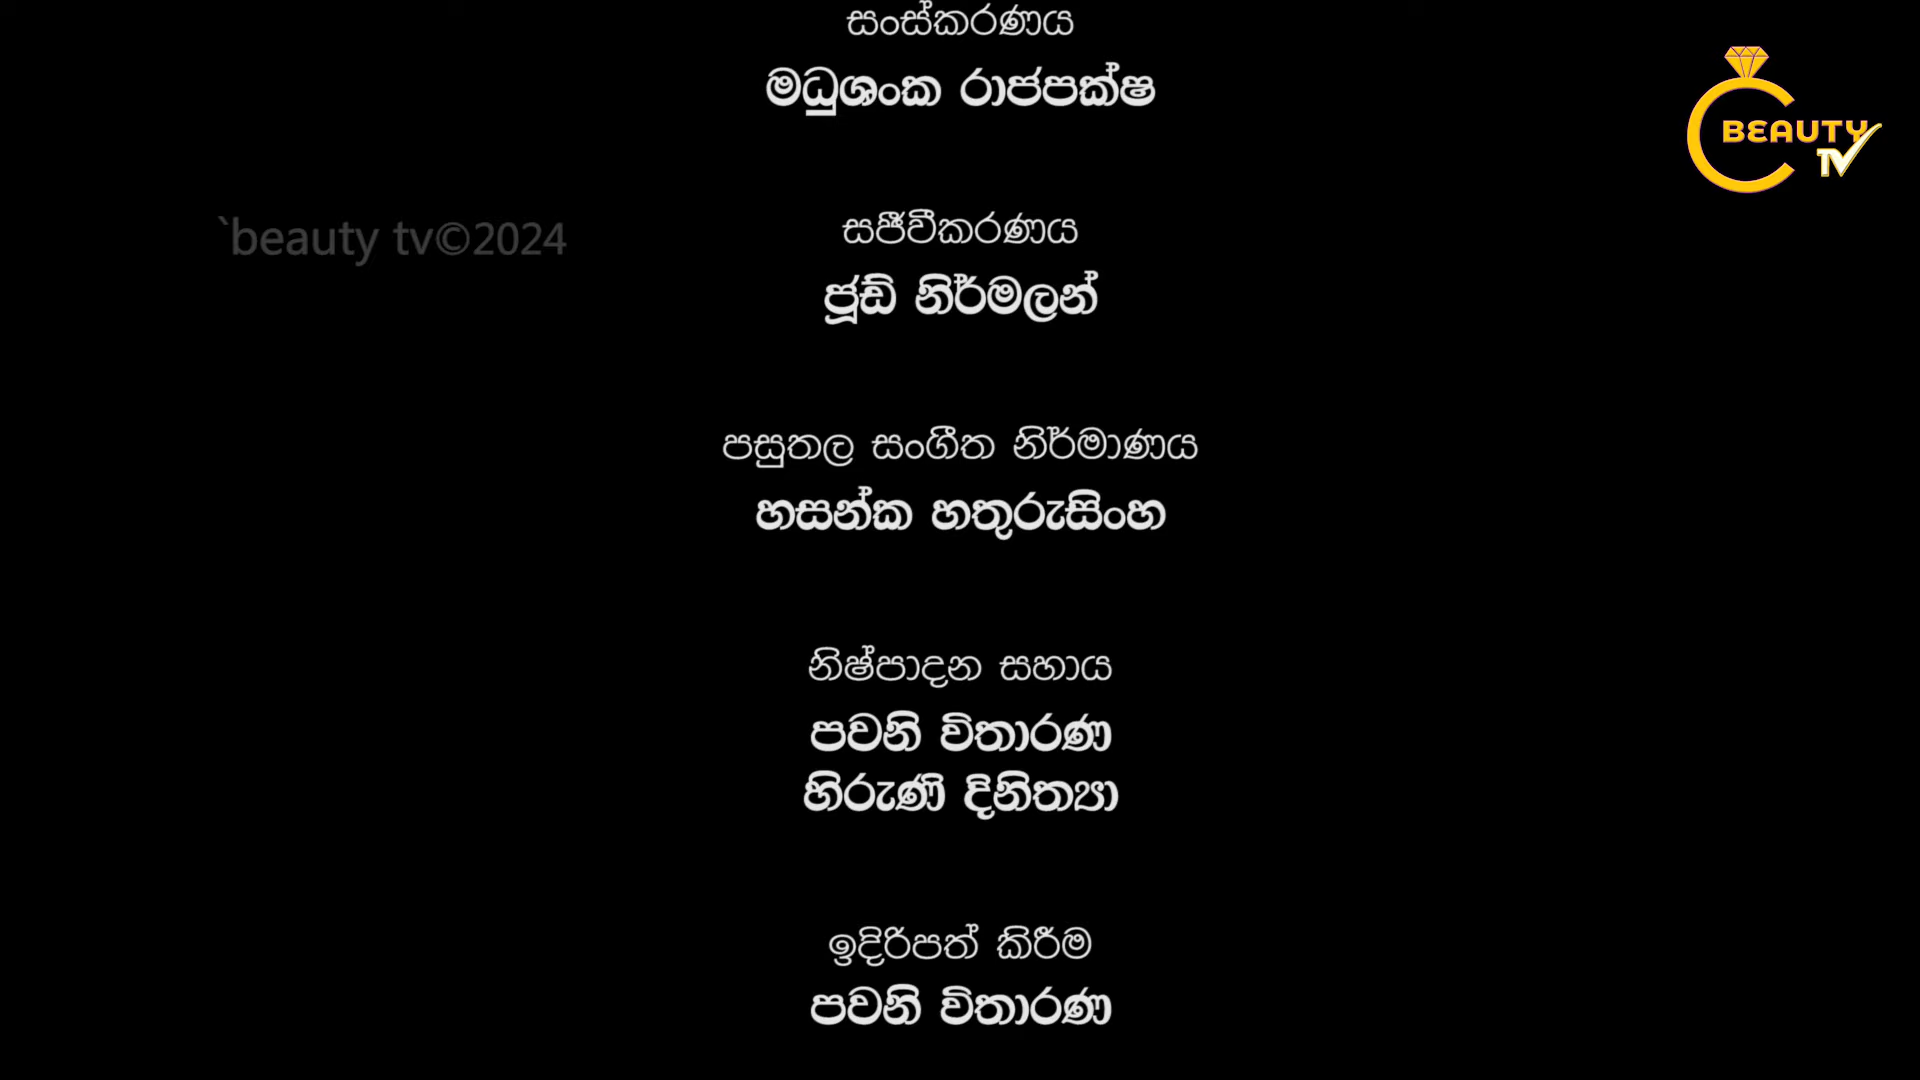 සංස්කරණය
මධුශංක රාජපක්ෂ
BEAUTY
TV
`beauty tv©2024
සජීවීකරණය
ජූඩ් නිර්මලන්
පසුතල සංගීත නිර්මාණය
හසන්ක හතුරුසිංහ
නිෂ්පාදන සහාය
පවනි විතාරණ
හිරුණි දිනිත්‍යා
ඉදිරිපත් කිරීම
පවනි විතාරණ